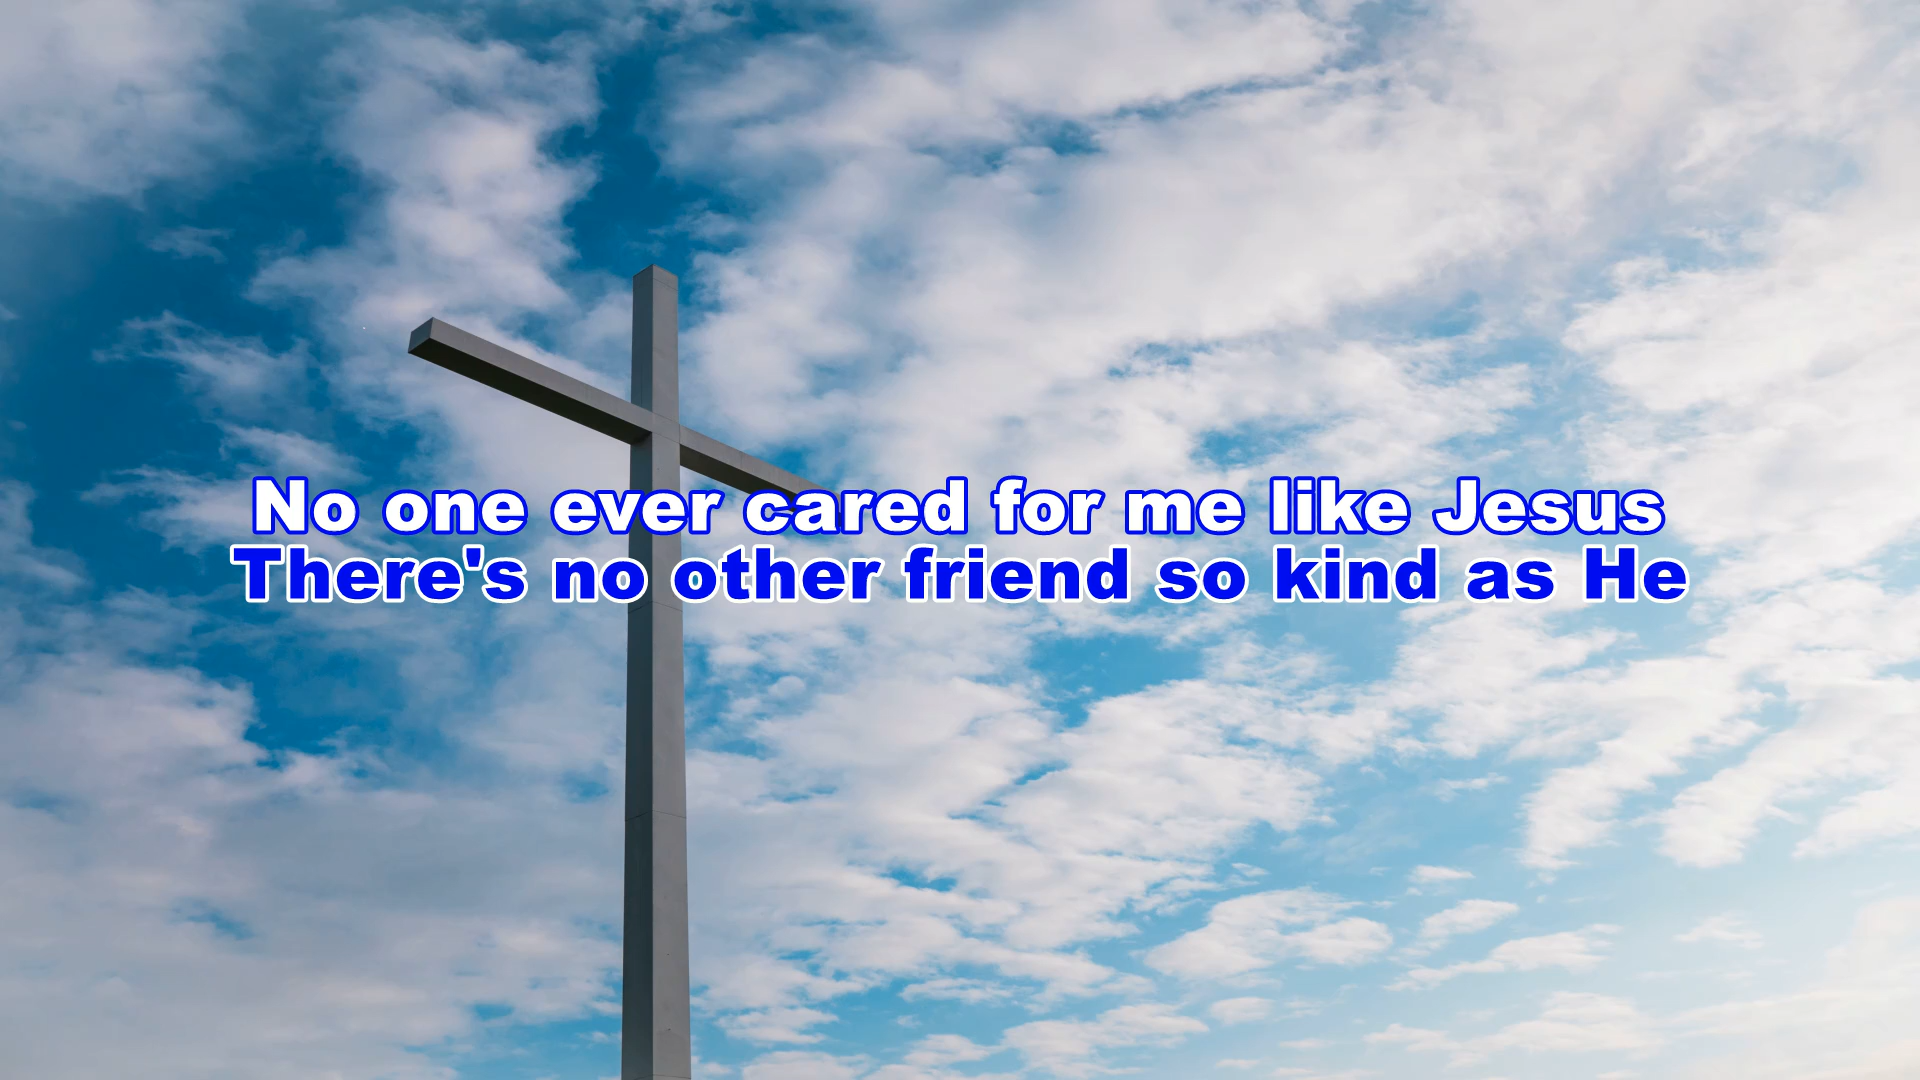 No one ever cared for me like Jesus
There's no other friend so kind as He